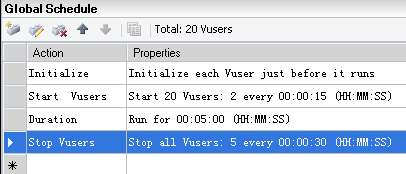 Global Schedule
Total: 20 Vusers
Action Properties
Initialize Initialize each Vuser just before it runs
Start Vusers Start 20 Vusers: 2 every 00:00:15 (HH:MM:SS)
Duration Run for 00:05:00 (HH:MM:SS)
Stop Vusers Stop all Vusers: 5 every 00:00:30 (HH:MM:SS)